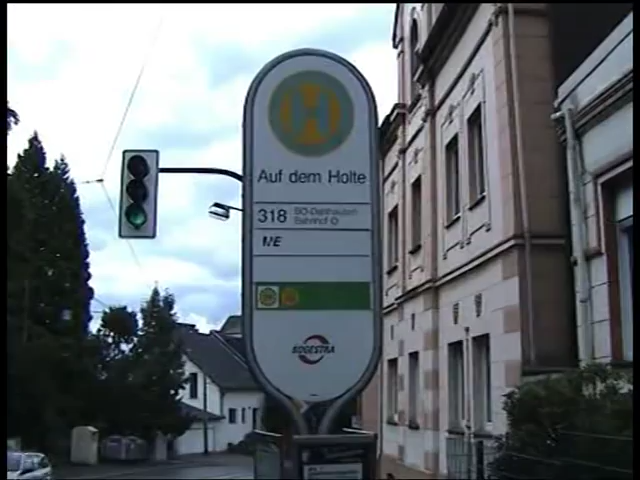 H
Auf dem Holte
318 BO-Dahlhausen
Bahnhof
NE
BOGESTRA